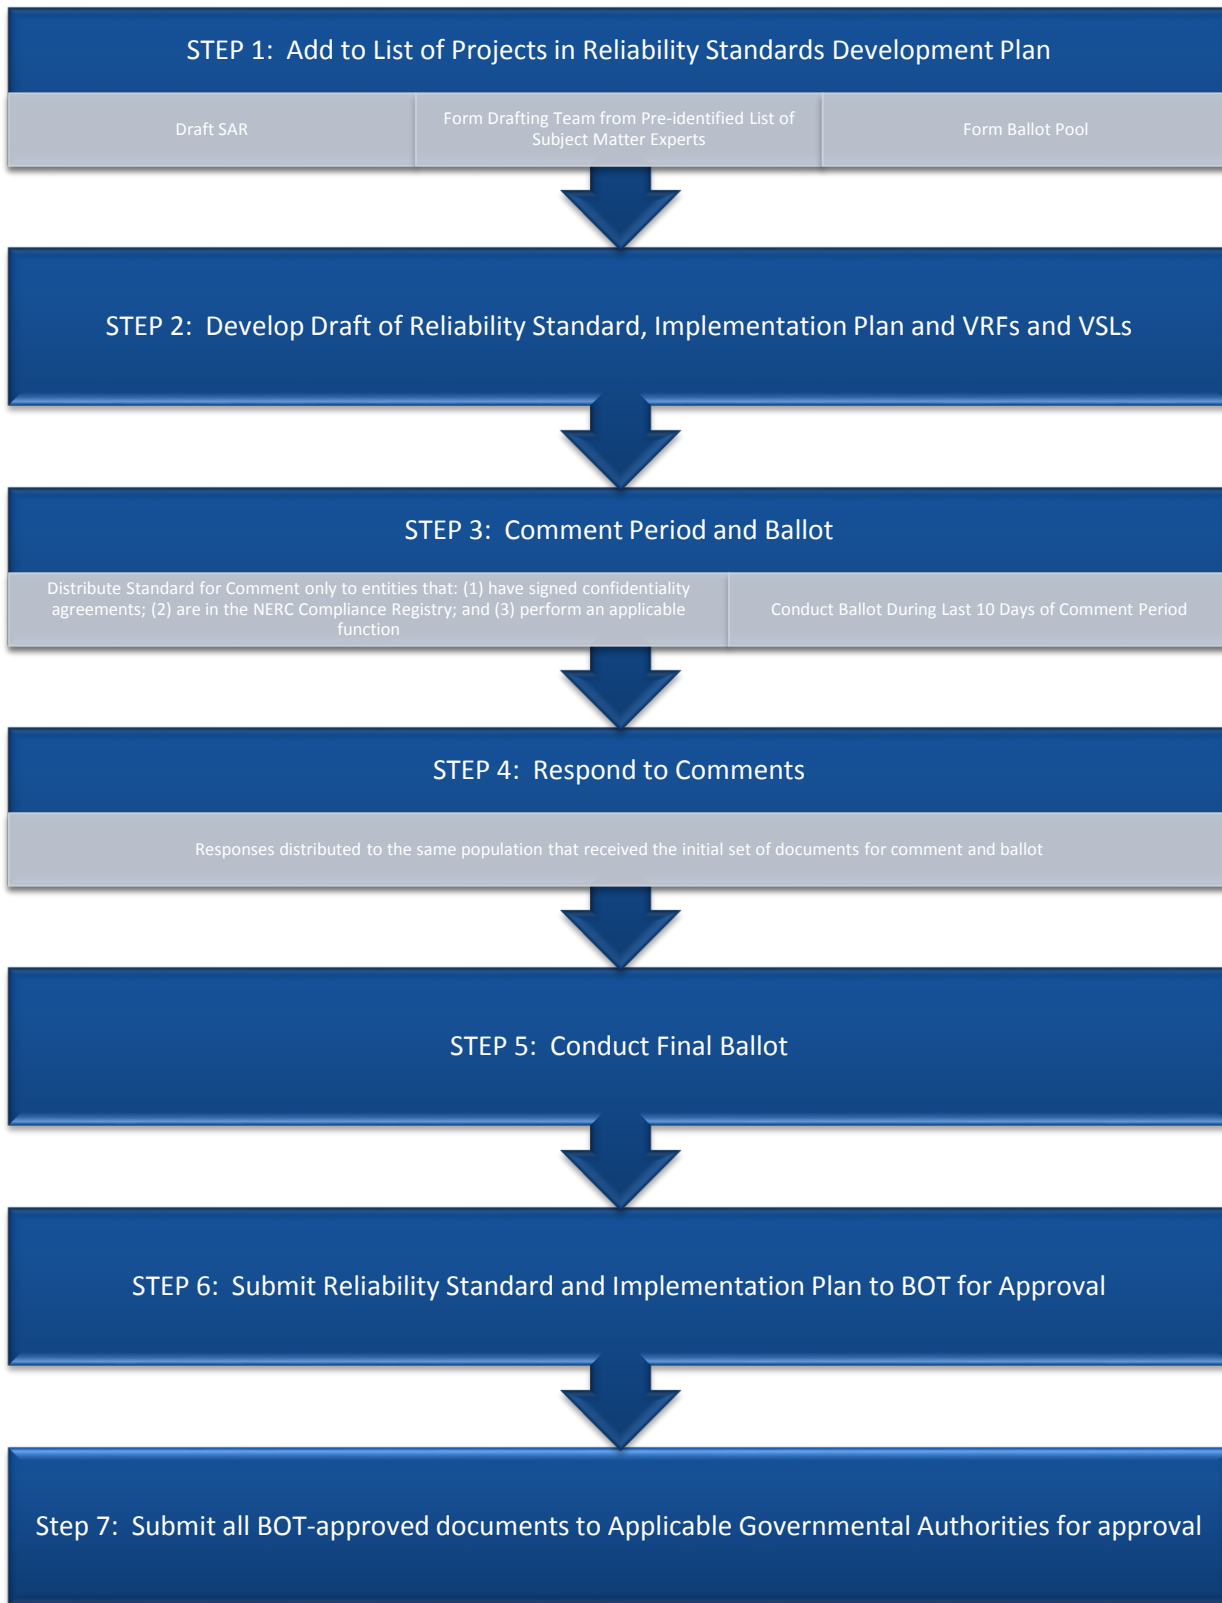 STEP 1:  Add to List of Projects in Reliability Standards Development Plan
Draft SAR
Form Drafting Team from Pre-identified List of
Subject Matter Experts
Form Ballot Pool
STEP 2:  Develop Draft of Reliability Standard, Implementation Plan and VRFs and VSLs
STEP 3:  Comment Period and Ballot
Distribute Standard for Comment only to entities that: (1) have signed confidentiality
agreements; (2) are in the NERC Compliance Registry; and (3) perform an applicable
function
Conduct Ballot During Last 10 Days of Comment Period
STEP 4:  Respond to Comments
Responses distributed to the same population that received the initial set of documents for comment and ballot
STEP 5:  Conduct Final Ballot
STEP 6:  Submit Reliability Standard and Implementation Plan to BOT for Approval
Step 7:  Submit all BOT-approved documents to Applicable Governmental Authorities for approval